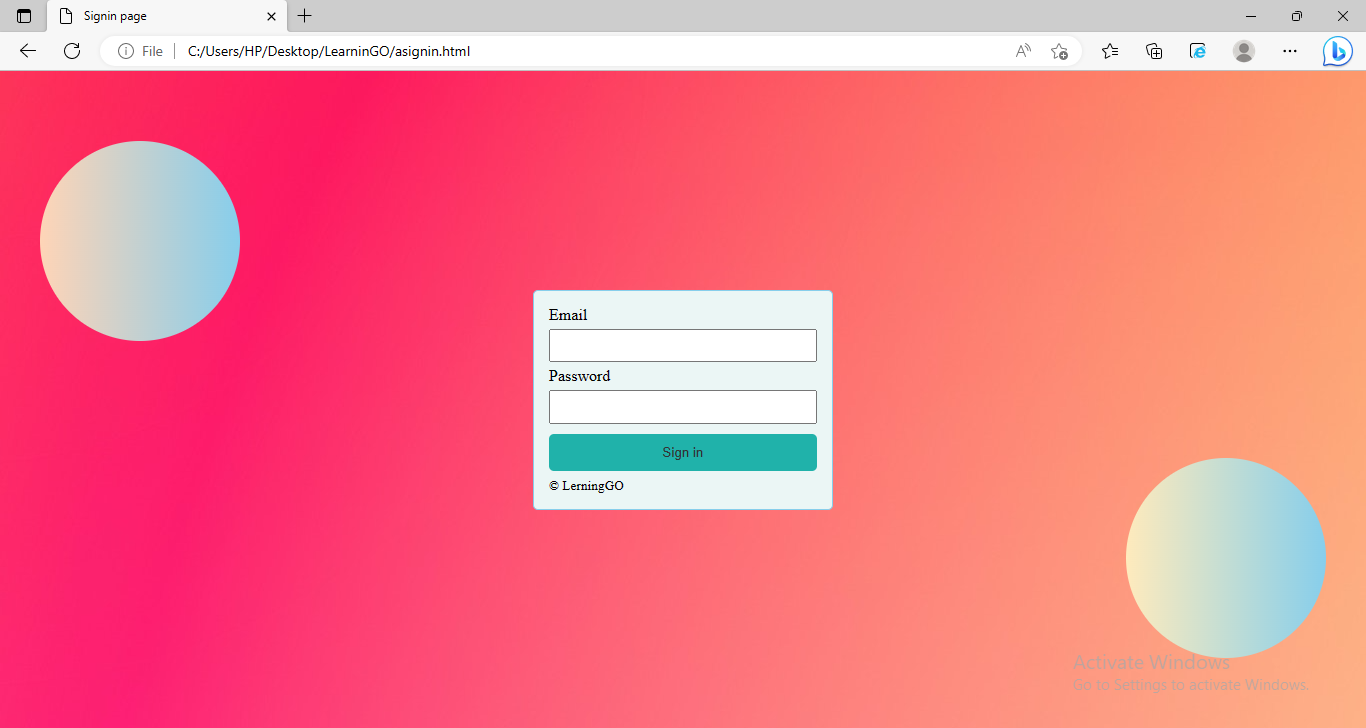 Signin page
File
C:/Users/HP/Desktop/LearninGO/asignin.html
Email
Password
Sign in
© LerningGO
Activate Windows
Go to Settings to activate Windows.